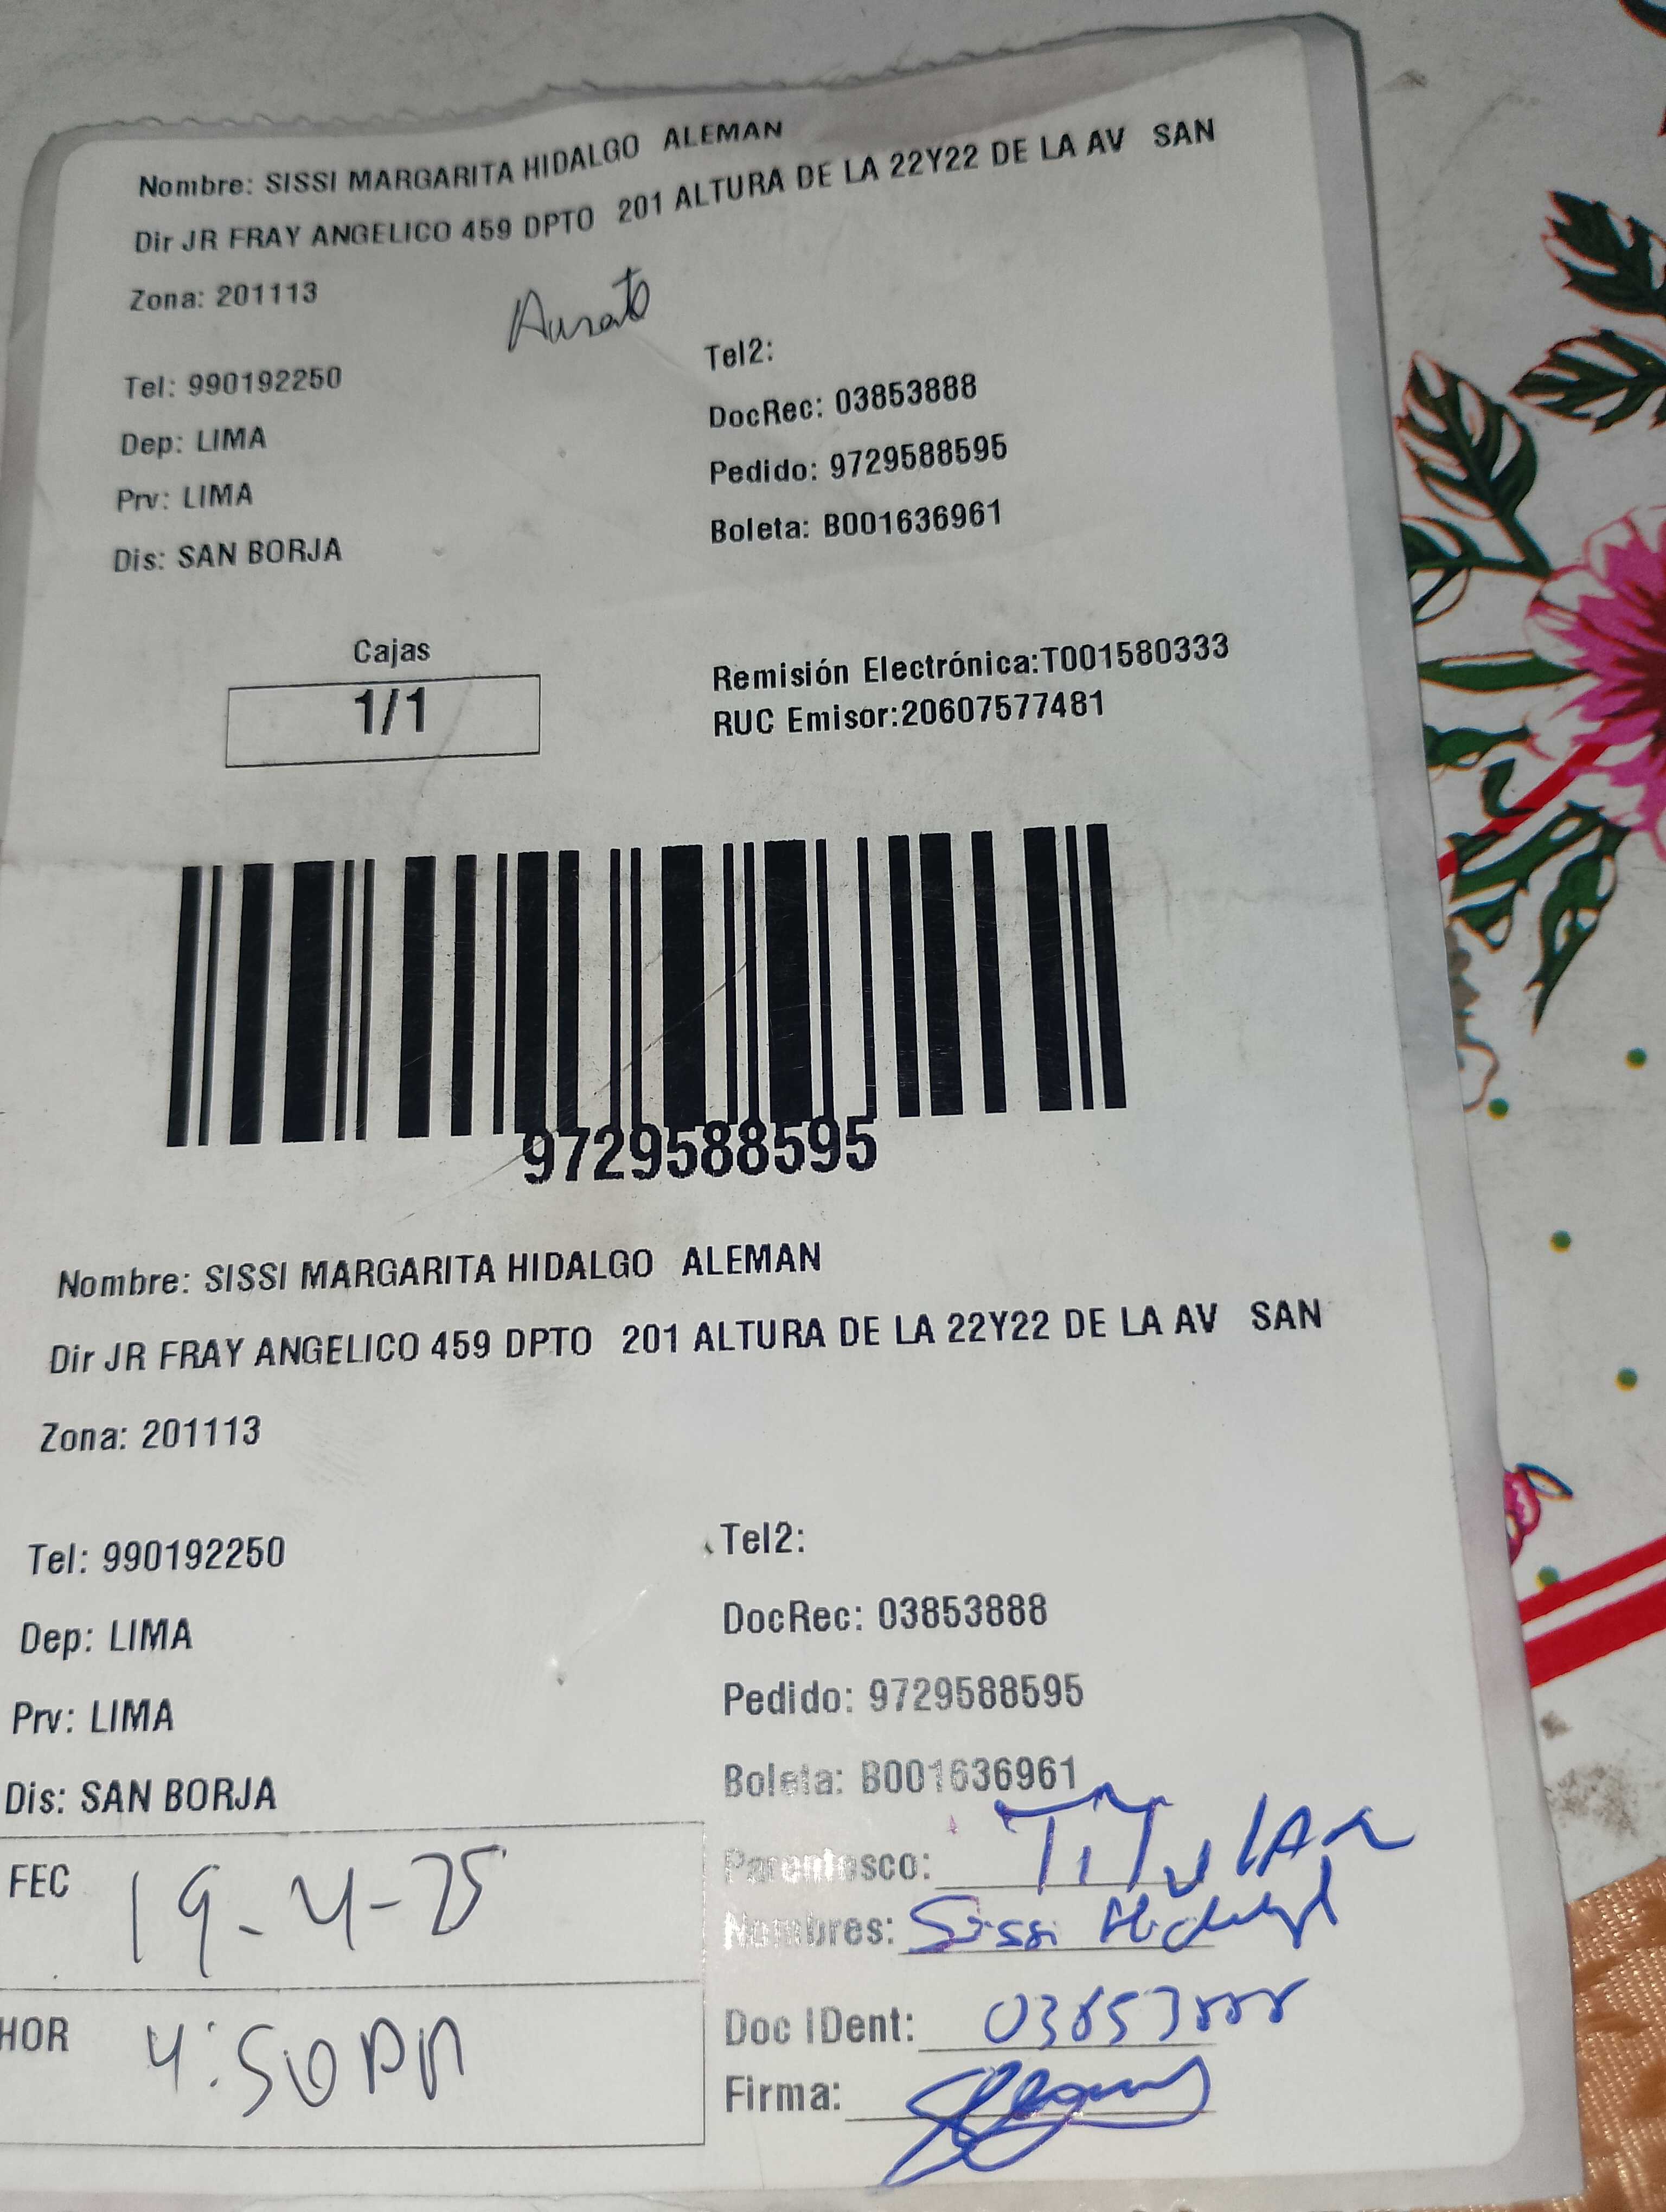 Nombre: SISSI MARGARITA HIDALGO ALEMAN
Dir JR FRAY ANGELICO 459 DPTO 201 ALTURA DE LA 22Y22 DE LA AV SAN
Zona: 201113
Tel: 990192250
Tel2:
Dep: LIMA
DocRec: 03853888
Prv: LIMA
Pedido: 9729588595
Dis: SAN BORJA
Boleta: B001636961
Cajas
1/1
Remisión Electrónica:T001580333
RUC Emisor:20607577481
9729588595
Nombre: SISSI MARGARITA HIDALGO ALEMAN
Dir JR FRAY ANGELICO 459 DPTO 201 ALTURA DE LA 22Y22 DE LA AV SAN
Zona: 201113
Tel: 990192250
Tel2:
Dep: LIMA
DocRec: 03853888
Prv: LIMA
Pedido: 9729588595
Dis: SAN BORJA
Boleta: B001636961
FEC 19-4-25
Parentesco: TiTulAR
Nombres: Sissi Hidalgo
HOR 4:50 PM
Doc IDent: 03853888
Firma: